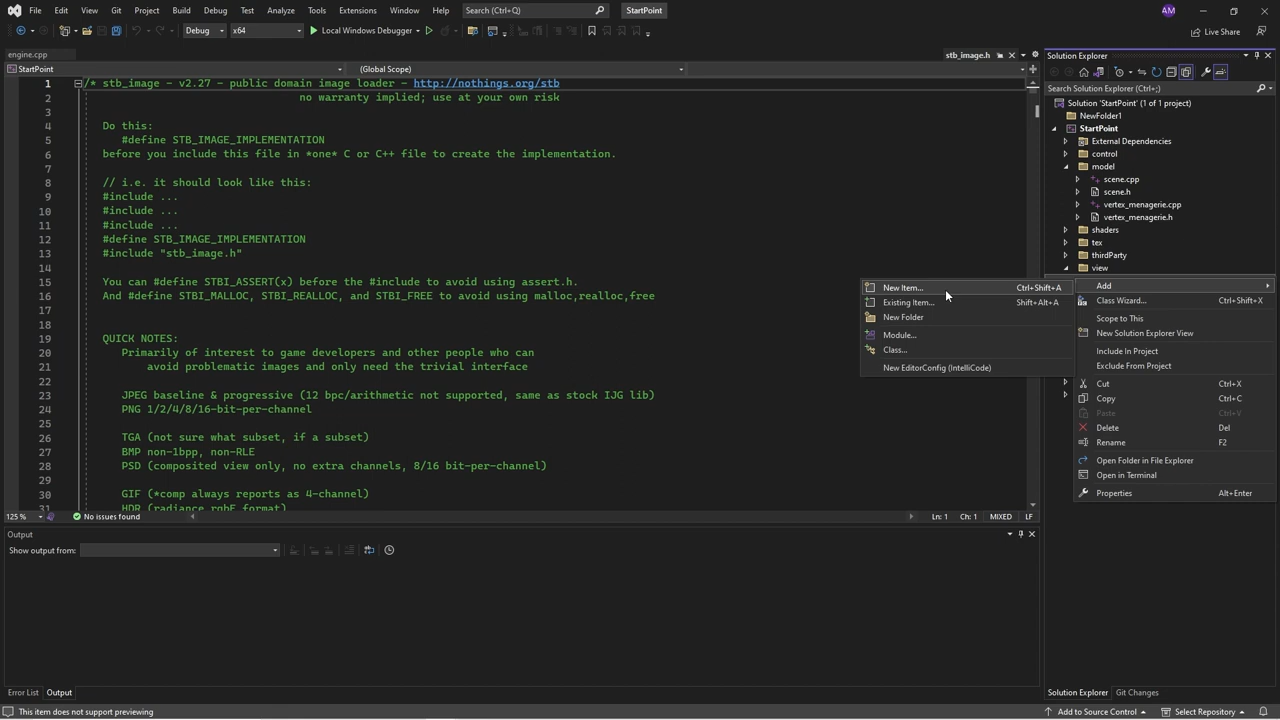 File Edit View Git Project Build Debug Test Analyze Tools Extensions Window Help Search (Ctrl+Q) StartPoint AM
Debug x64 Local Windows Debugger Live Share
engine.cpp stb_image.h
StartPoint (Global Scope)
1 /* stb_image - v2.27 - public domain image loader - http://nothings.org/stb
2 no warranty implied; use at your own risk
3
4 Do this:
5 #define STB_IMAGE_IMPLEMENTATION
6 before you include this file in *one* C or C++ file to create the implementation.
7
8 // i.e. it should look like this:
9 #include ...
10 #include ...
11 #include ...
12 #define STB_IMAGE_IMPLEMENTATION
13 #include "stb_image.h"
14
15 You can #define STBI_ASSERT(x) before the #include to avoid using assert.h.
16 And #define STBI_MALLOC, STBI_REALLOC, and STBI_FREE to avoid using malloc,realloc,free
17
18
19 QUICK NOTES:
20 Primarily of interest to game developers and other people who can
21 avoid problematic images and only need the trivial interface
22
23 JPEG baseline & progressive (12 bpc/arithmetic not supported, same as stock IJG lib)
24 PNG 1/2/4/8/16-bit-per-channel
25
26 TGA (not sure what subset, if a subset)
27 BMP non-1bpp, non-RLE
28 PSD (composited view only, no extra channels, 8/16 bit-per-channel)
29
30 GIF (*comp always reports as 4-channel)
31 HDR (radiance rgbE format)
125 % No issues found Ln: 1 Ch: 1 MIXED LF
Output
Show output from:
Error List Output
This item does not support previewing
Solution Explorer
Search Solution Explorer (Ctrl+;)
Solution 'StartPoint' (1 of 1 project)
NewFolder1
StartPoint
External Dependencies
control
model
scene.cpp
scene.h
vertex_menagerie.cpp
vertex_menagerie.h
shaders
tex
thirdParty
view
Add
Class Wizard... Ctrl+Shift+X
Scope to This
New Solution Explorer View
Include In Project
Exclude From Project
Cut Ctrl+X
Copy Ctrl+C
Paste Ctrl+V
Delete Del
Rename F2
Open Folder in File Explorer
Open in Terminal
Properties Alt+Enter
New Item... Ctrl+Shift+A
Existing Item... Shift+Alt+A
New Folder
Module...
Class...
New EditorConfig (IntelliCode)
Solution Explorer Git Changes
Add to Source Control Select Repository